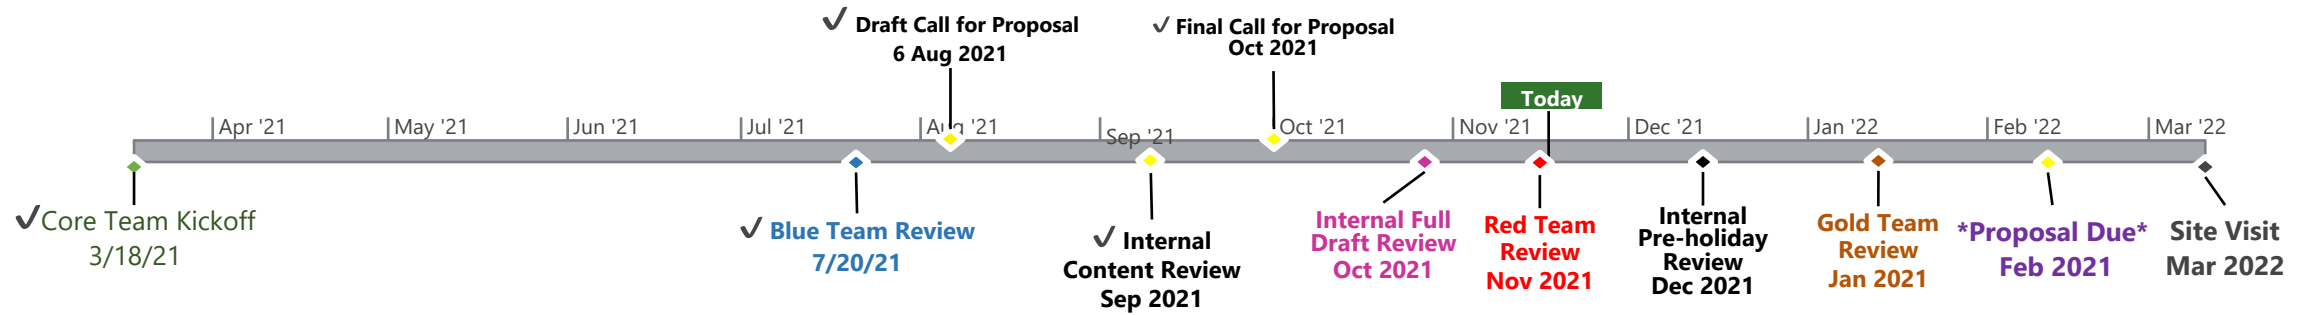 ✓ Draft Call for Proposal
6 Aug 2021
✓ Final Call for Proposal
Oct 2021
Today
Apr '21
May '21
Jun '21
Jul '21
Aug '21
Sep '21
Oct '21
Nov '21
Dec '21
Jan '22
Feb '22
Mar '22
✓Core Team Kickoff
3/18/21
✓ Blue Team Review
7/20/21
✓ Internal
Content Review
Sep 2021
Internal Full
Draft Review
Oct 2021
Red Team
Review
Nov 2021
Internal
Pre-holiday
Review
Dec 2021
Gold Team
Review
Jan 2021
*Proposal Due*
Feb 2021
Site Visit
Mar 2022